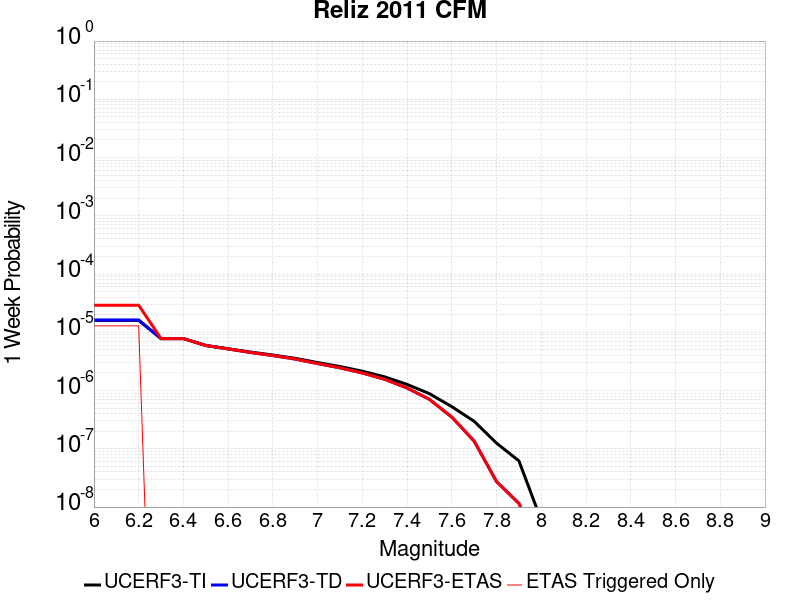 Reliz 2011 CFM
10^0
10^-1
10^-2
10^-3
10^-4
10^-5
10^-6
10^-7
10^-8
1 Week Probability
6 6.2 6.4 6.6 6.8 7 7.2 7.4 7.6 7.8 8 8.2 8.4 8.6 8.8 9
Magnitude
UCERF3-TI UCERF3-TD UCERF3-ETAS ETAS Triggered Only